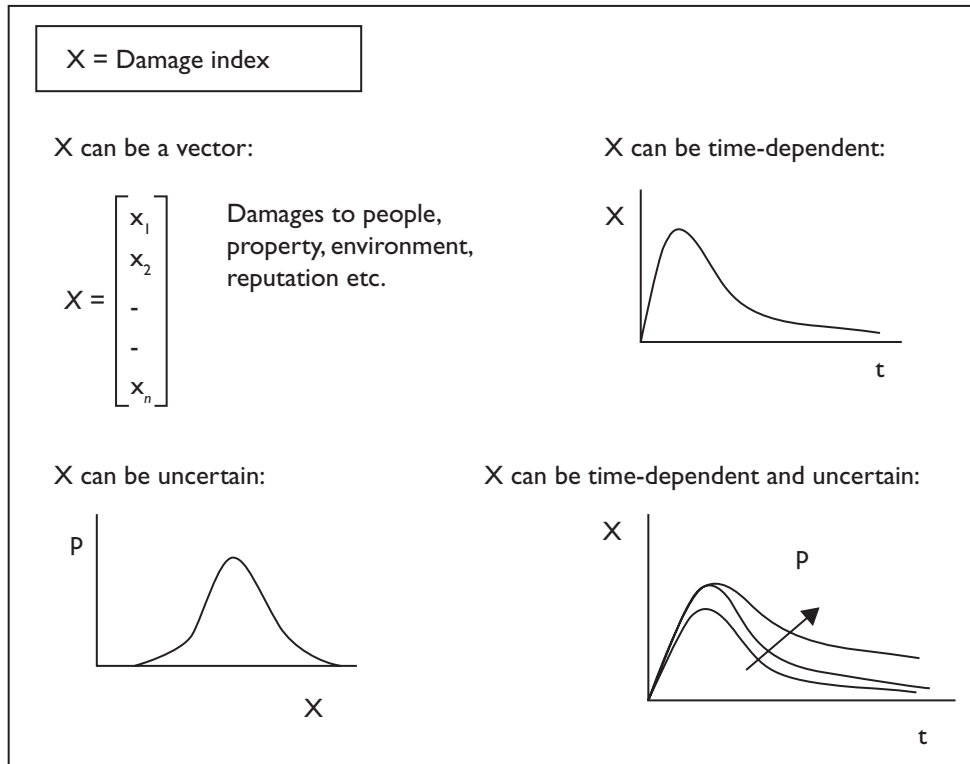 X = Damage index
X can be a vector:
X =
x₁
x₂
-
-
xₙ
Damages to people,
property, environment,
reputation etc.
X can be time-dependent:
X
t
X can be uncertain:
P
X
X can be time-dependent and uncertain:
X
P
t